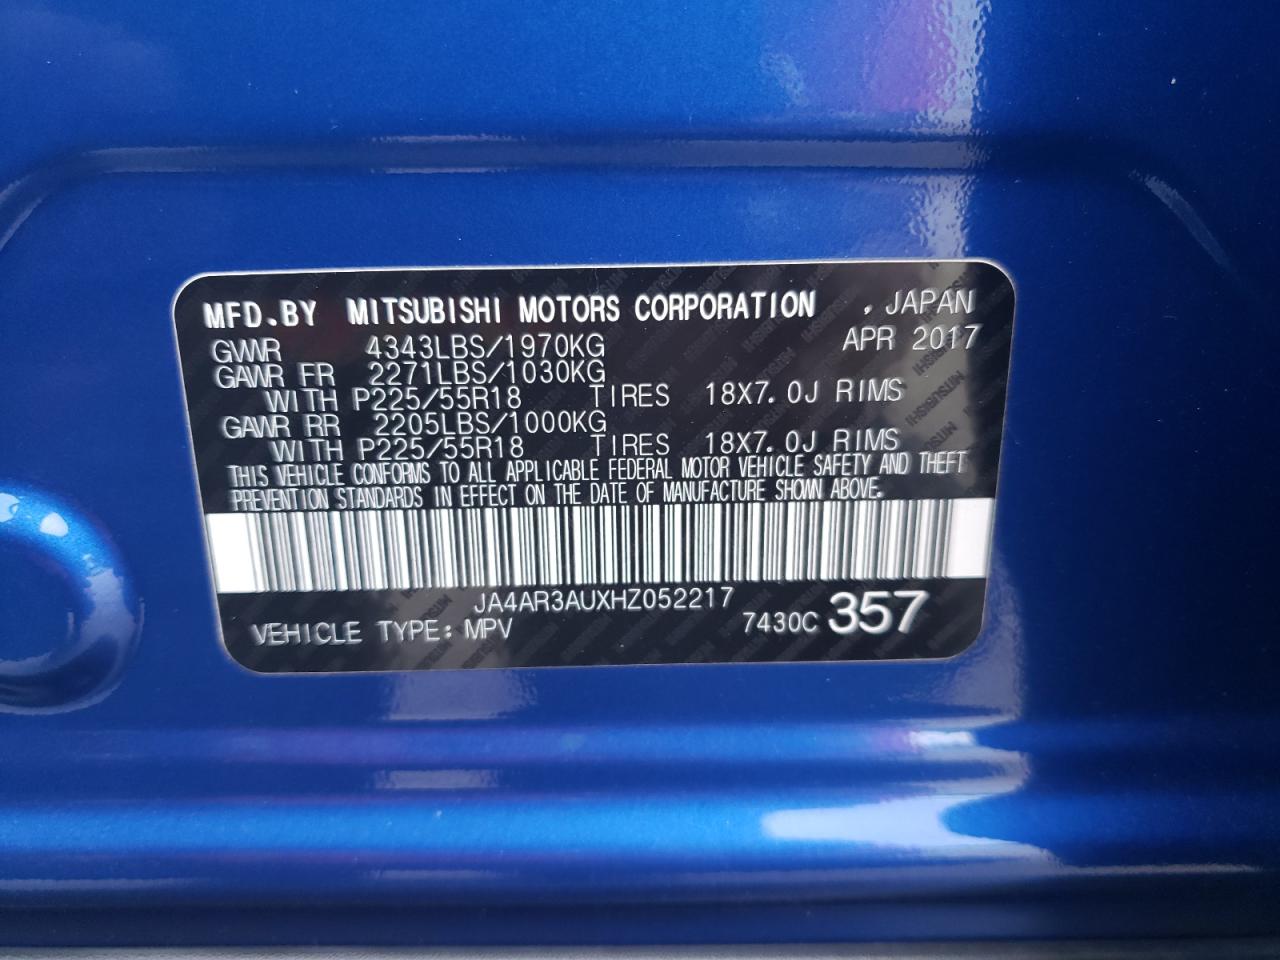 MFD.BY MITSUBISHI MOTORS CORPORATION , JAPAN
GWWR 4343LBS/1970KG APR 2017
GAWR FR 2271LBS/1030KG
WITH P225/55R18 TIRES 18X7.0J RIMS
GAWR RR 2205LBS/1000KG
WITH P225/55R18 TIRES 18X7.0J RIMS
THIS VEHICLE CONFORMS TO ALL APPLICABLE FEDERAL MOTOR VEHICLE SAFETY AND THEFT
PREVENTION STANDARDS IN EFFECT ON THE DATE OF MANUFACTURE SHOWN ABOVE.
JA4AR3AUXHZ052217
VEHICLE TYPE: MPV 7430C 357